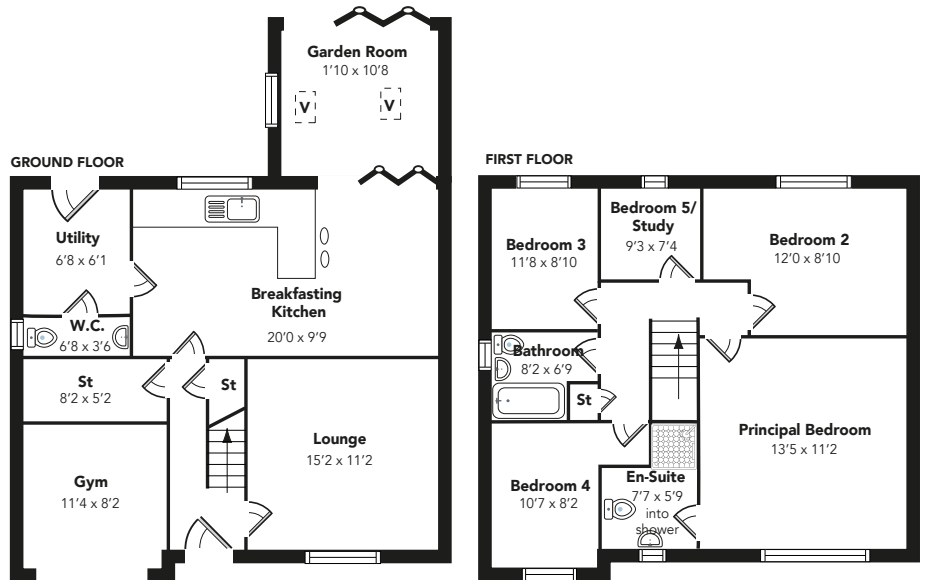 GROUND FLOOR
Garden Room
1'10 x 10'8
V
V
Utility
6'8 x 6'1
W.C.
6'8 x 3'6
Breakfasting
Kitchen
20'0 x 9'9
St
8'2 x 5'2
St
Gym
11'4 x 8'2
Lounge
15'2 x 11'2
FIRST FLOOR
Bedroom 3
11'8 x 8'10
Bedroom 5/
Study
9'3 x 7'4
Bedroom 2
12'0 x 8'10
Bathroom
8'2 x 6'9
St
Principal Bedroom
13'5 x 11'2
Bedroom 4
10'7 x 8'2
En-Suite
7'7 x 5'9
into
shower